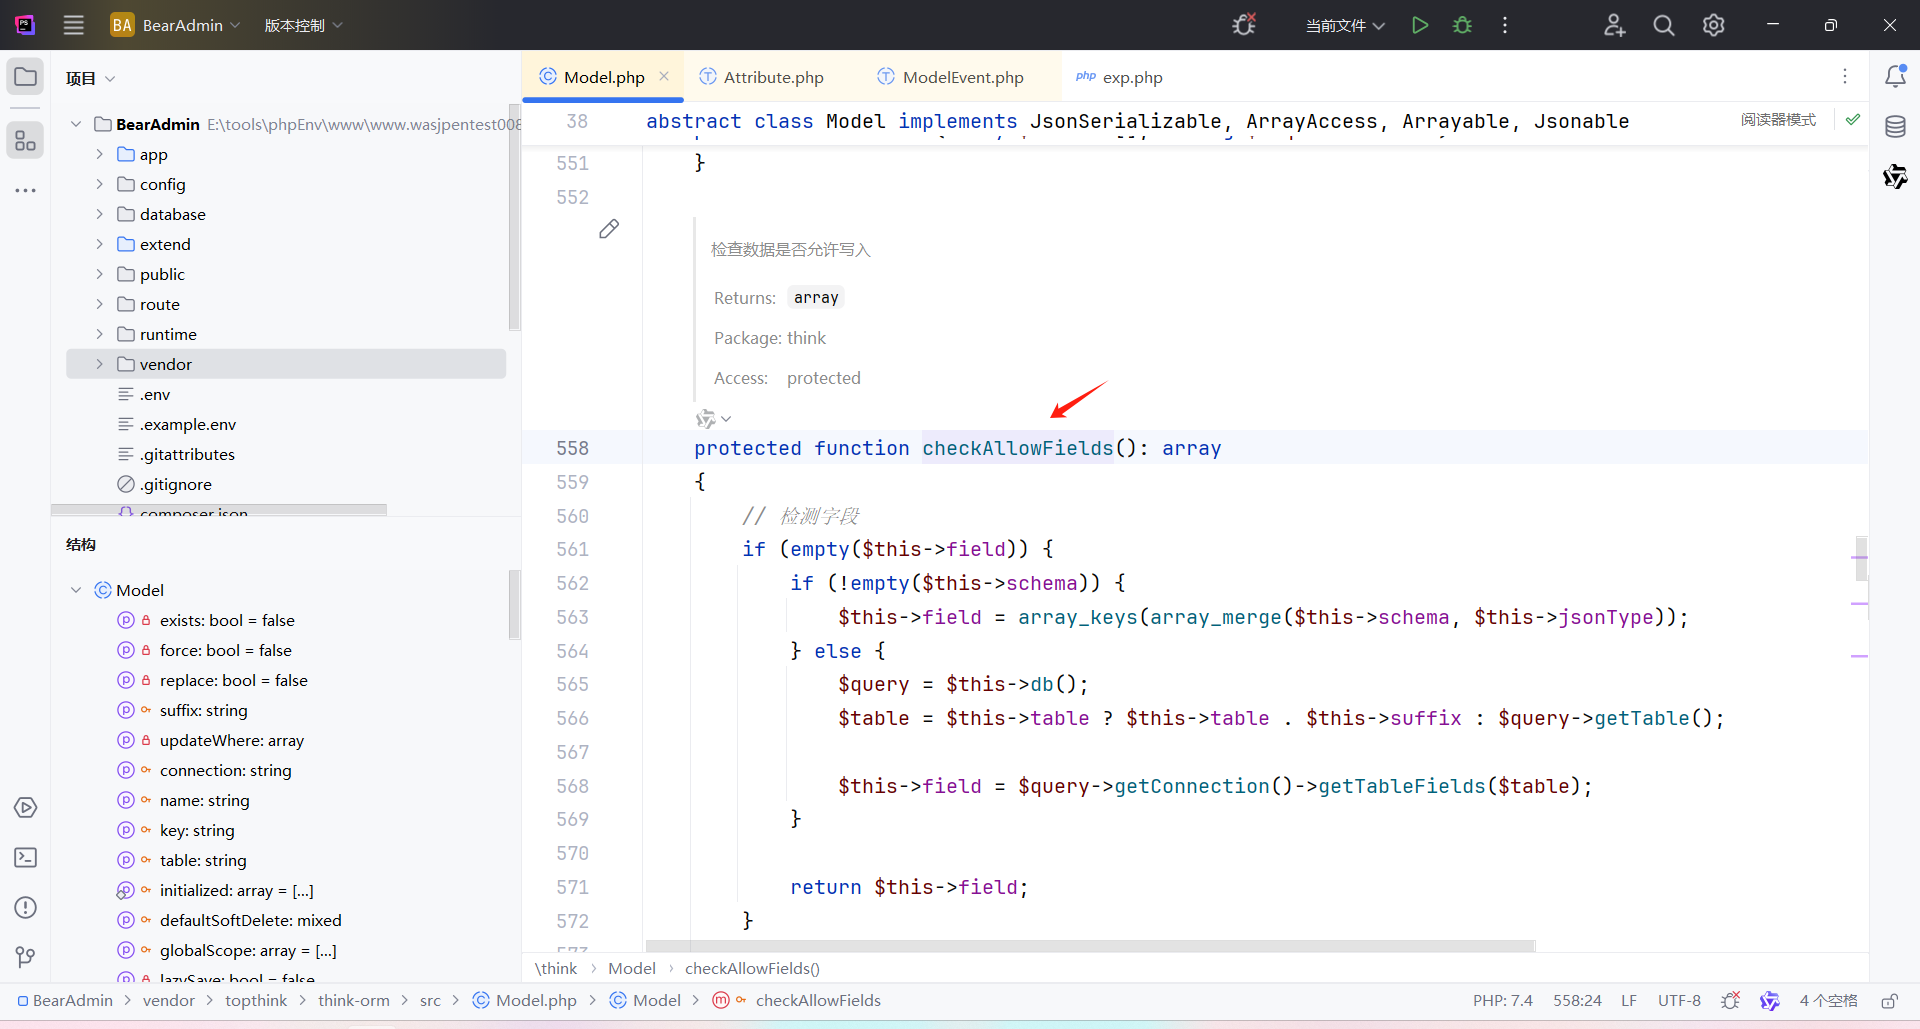 BA BearAdmin 版本控制 当前文件
项目
BearAdmin E:\tools\phpEnv\www\www.wasjpentest008
app
config
database
extend
public
route
runtime
vendor
.env
.example.env
.gitattributes
.gitignore
composer.json
结构
Model
exists: bool = false
force: bool = false
replace: bool = false
suffix: string
updateWhere: array
connection: string
name: string
key: string
table: string
initialized: array = [...]
defaultSoftDelete: mixed
globalScope: array = [...]
lazySave: bool = false
Model.php Attribute.php ModelEvent.php php exp.php
38 abstract class Model implements JsonSerializable, ArrayAccess, Arrayable, Jsonable
阅读器模式
551 }
552
检查数据是否允许写入
Returns: array
Package: think
Access: protected
558 protected function checkAllowFields(): array
559 {
560 // 检测字段
561 if (empty($this->field)) {
562 if (!empty($this->schema)) {
563 $this->field = array_keys(array_merge($this->schema, $this->jsonType));
564 } else {
565 $query = $this->db();
566 $table = $this->table ? $this->table . $this->suffix : $query->getTable();
567
568 $this->field = $query->getConnection()->getTableFields($table);
569 }
570
571 return $this->field;
572 }
573
\think > Model > checkAllowFields()
BearAdmin > vendor > topthink > think-orm > src > Model.php > Model > checkAllowFields
PHP: 7.4 558:24 LF UTF-8 4 个空格